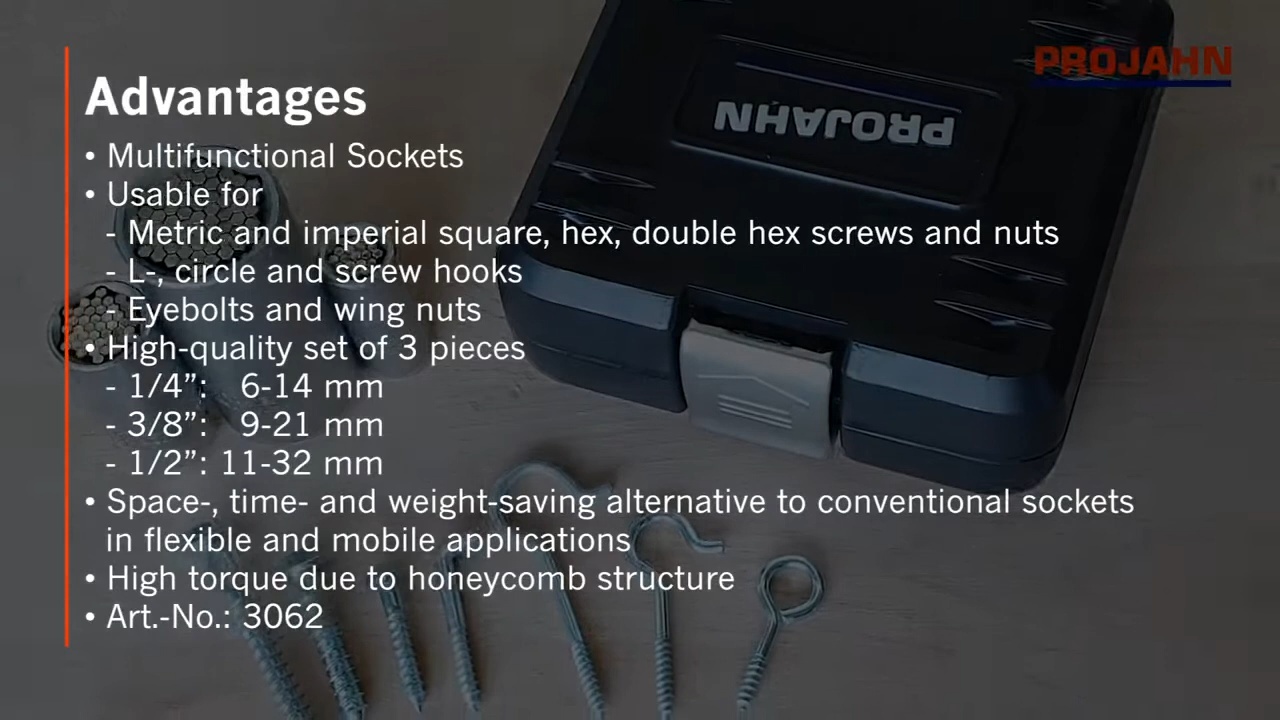 PROJAHN
PROJAHN
Advantages
• Multifunctional Sockets
• Usable for
- Metric and imperial square, hex, double hex screws and nuts
- L-, circle and screw hooks
- Eyebolts and wing nuts
• High-quality set of 3 pieces
- 1/4”: 6-14 mm
- 3/8”: 9-21 mm
- 1/2”: 11-32 mm
• Space-, time- and weight-saving alternative to conventional sockets
in flexible and mobile applications
• High torque due to honeycomb structure
• Art.-No.: 3062